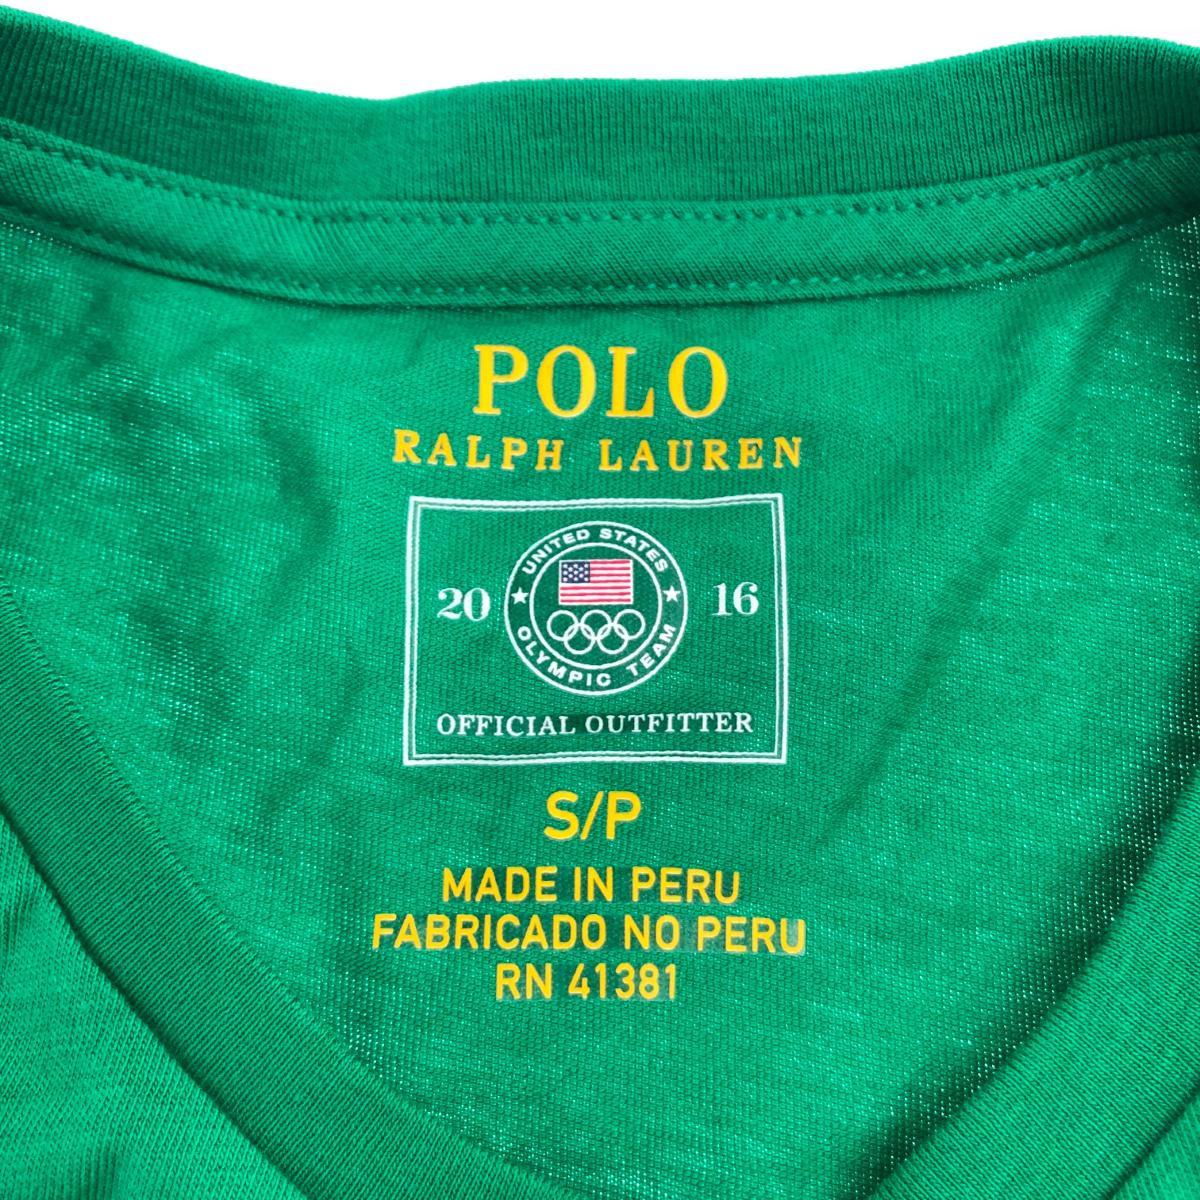 POLO
RALPH LAUREN
UNITED STATES
20 16
OLYMPIC TEAM
OFFICIAL OUTFITTER
S/P
MADE IN PERU
FABRICADO NO PERU
RN 41381